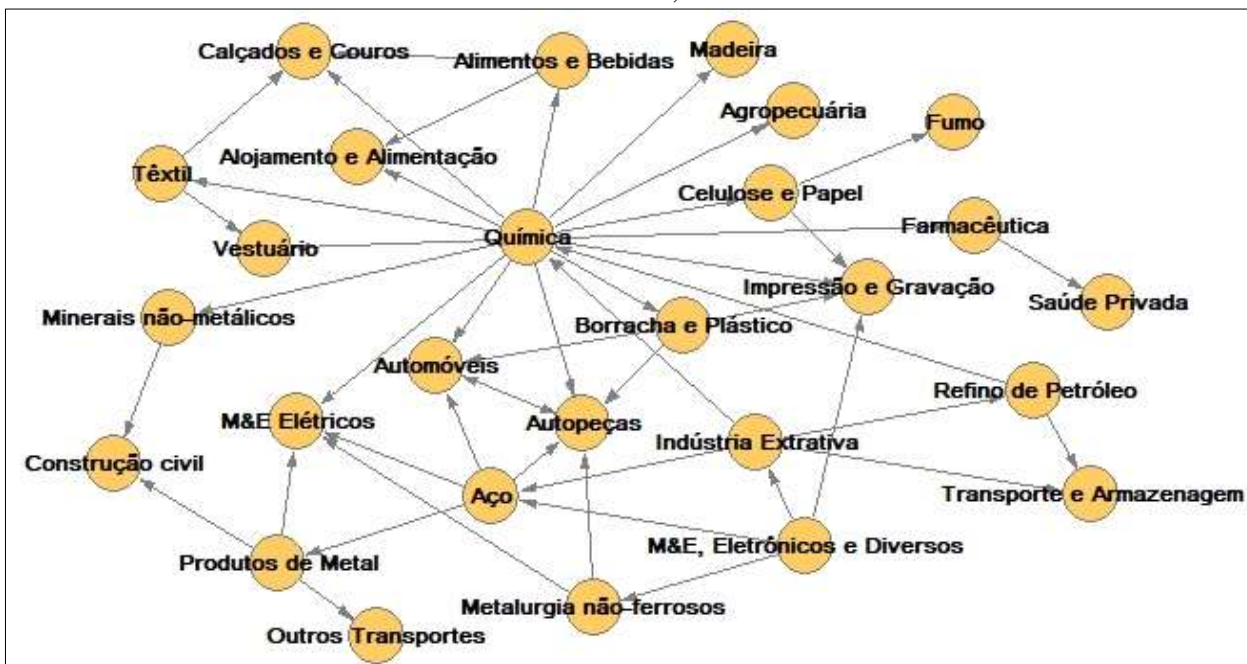 Calçados e Couros
Alimentos e Bebidas
Madeira
Agropecuária
Fumo
Têxtil
Alojamento e Alimentação
Celulose e Papel
Vestuário
Química
Farmacêutica
Minerais não-metálicos
Impressão e Gravação
Saúde Privada
Borracha e Plástico
Automóveis
Refino de Petróleo
M&E Elétricos
Autopeças
Indústria Extrativa
Construção civil
Aço
Transporte e Armazenagem
M&E, Eletrônicos e Diversos
Produtos de Metal
Metalurgia não-ferrosos
Outros Transportes